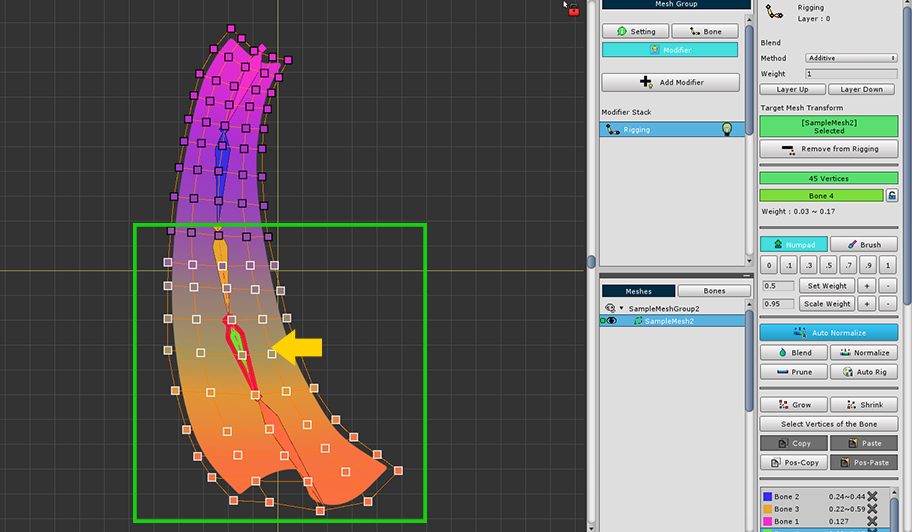 Mesh Group
Setting
Bone
Modifier
Add Modifier
Modifier Stack
Rigging
Meshes
Bones
SampleMeshGroup2
SampleMesh2
Rigging
Layer : 0
Blend
Method
Additive
Weight
1
Layer Up
Layer Down
Target Mesh Transform
[SampleMesh2]
Selected
Remove from Rigging
45 Vertices
Bone 4
Weight : 0.03 ~ 0.17
Numpad
Brush
0 .1 .3 .5 .7 .9 1
0.5 Set Weight + -
0.95 Scale Weight + -
Auto Normalize
Blend
Normalize
Prune
Auto Rig
Grow
Shrink
Select Vertices of the Bone
Copy
Paste
Pos-Copy
Pos-Paste
Bone 2 0.24~0.44
Bone 3 0.22~0.59
Bone 1 0.12~